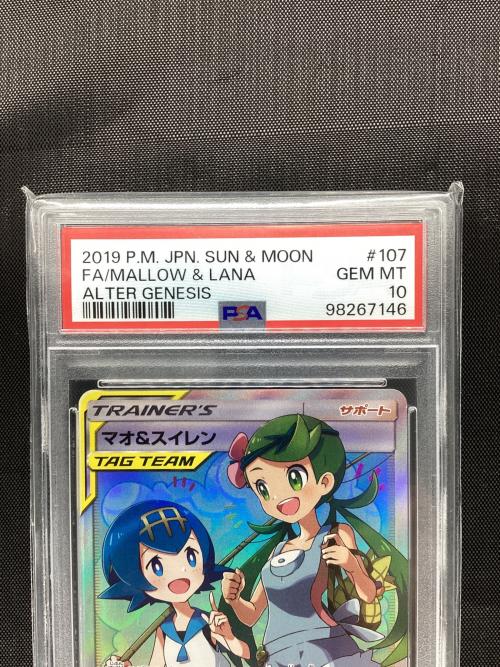 2019 P.M. JPN. SUN & MOON #107
FA/MALLOW & LANA GEM MT
ALTER GENESIS 10
PSA 98267146
TRAINER'S サポート
マオ&スイレン
TAG TEAM